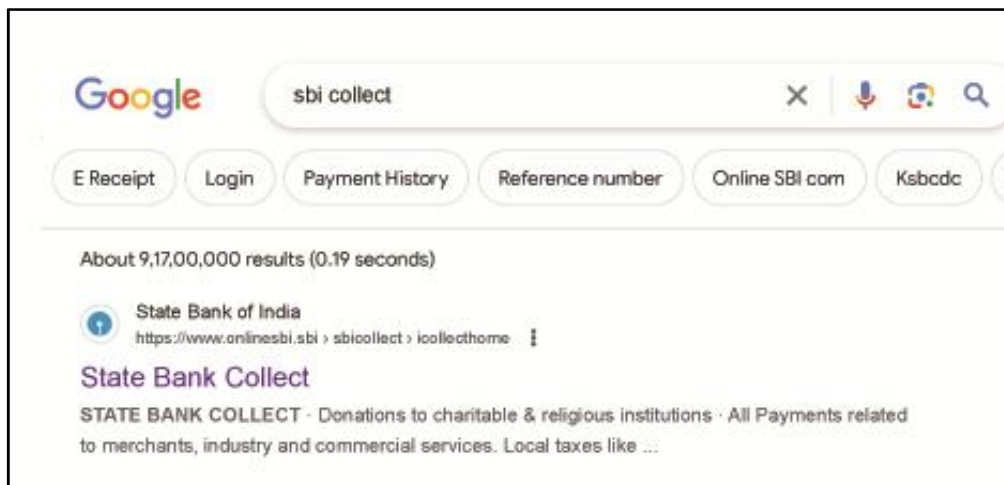 Google
sbi collect
E Receipt Login Payment History Reference number Online SBI com Ksbcdc
About 9,17,00,000 results (0.19 seconds)
State Bank of India
https://www.onlinesbi.sbi › sbicollect › icollecthome
State Bank Collect
STATE BANK COLLECT · Donations to charitable & religious institutions · All Payments related
to merchants, industry and commercial services. Local taxes like ...